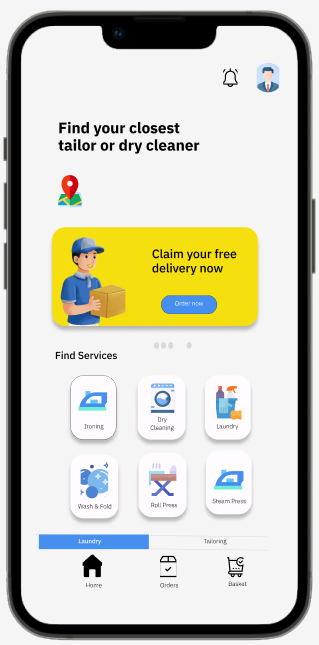 Find your closest
tailor or dry cleaner
Claim your free
delivery now
Order now
Find Services
Ironing
Dry
Cleaning
Laundry
Wash & Fold
Roll Press
Steam Press
Laundry
Tailoring
Home
Orders
Basket